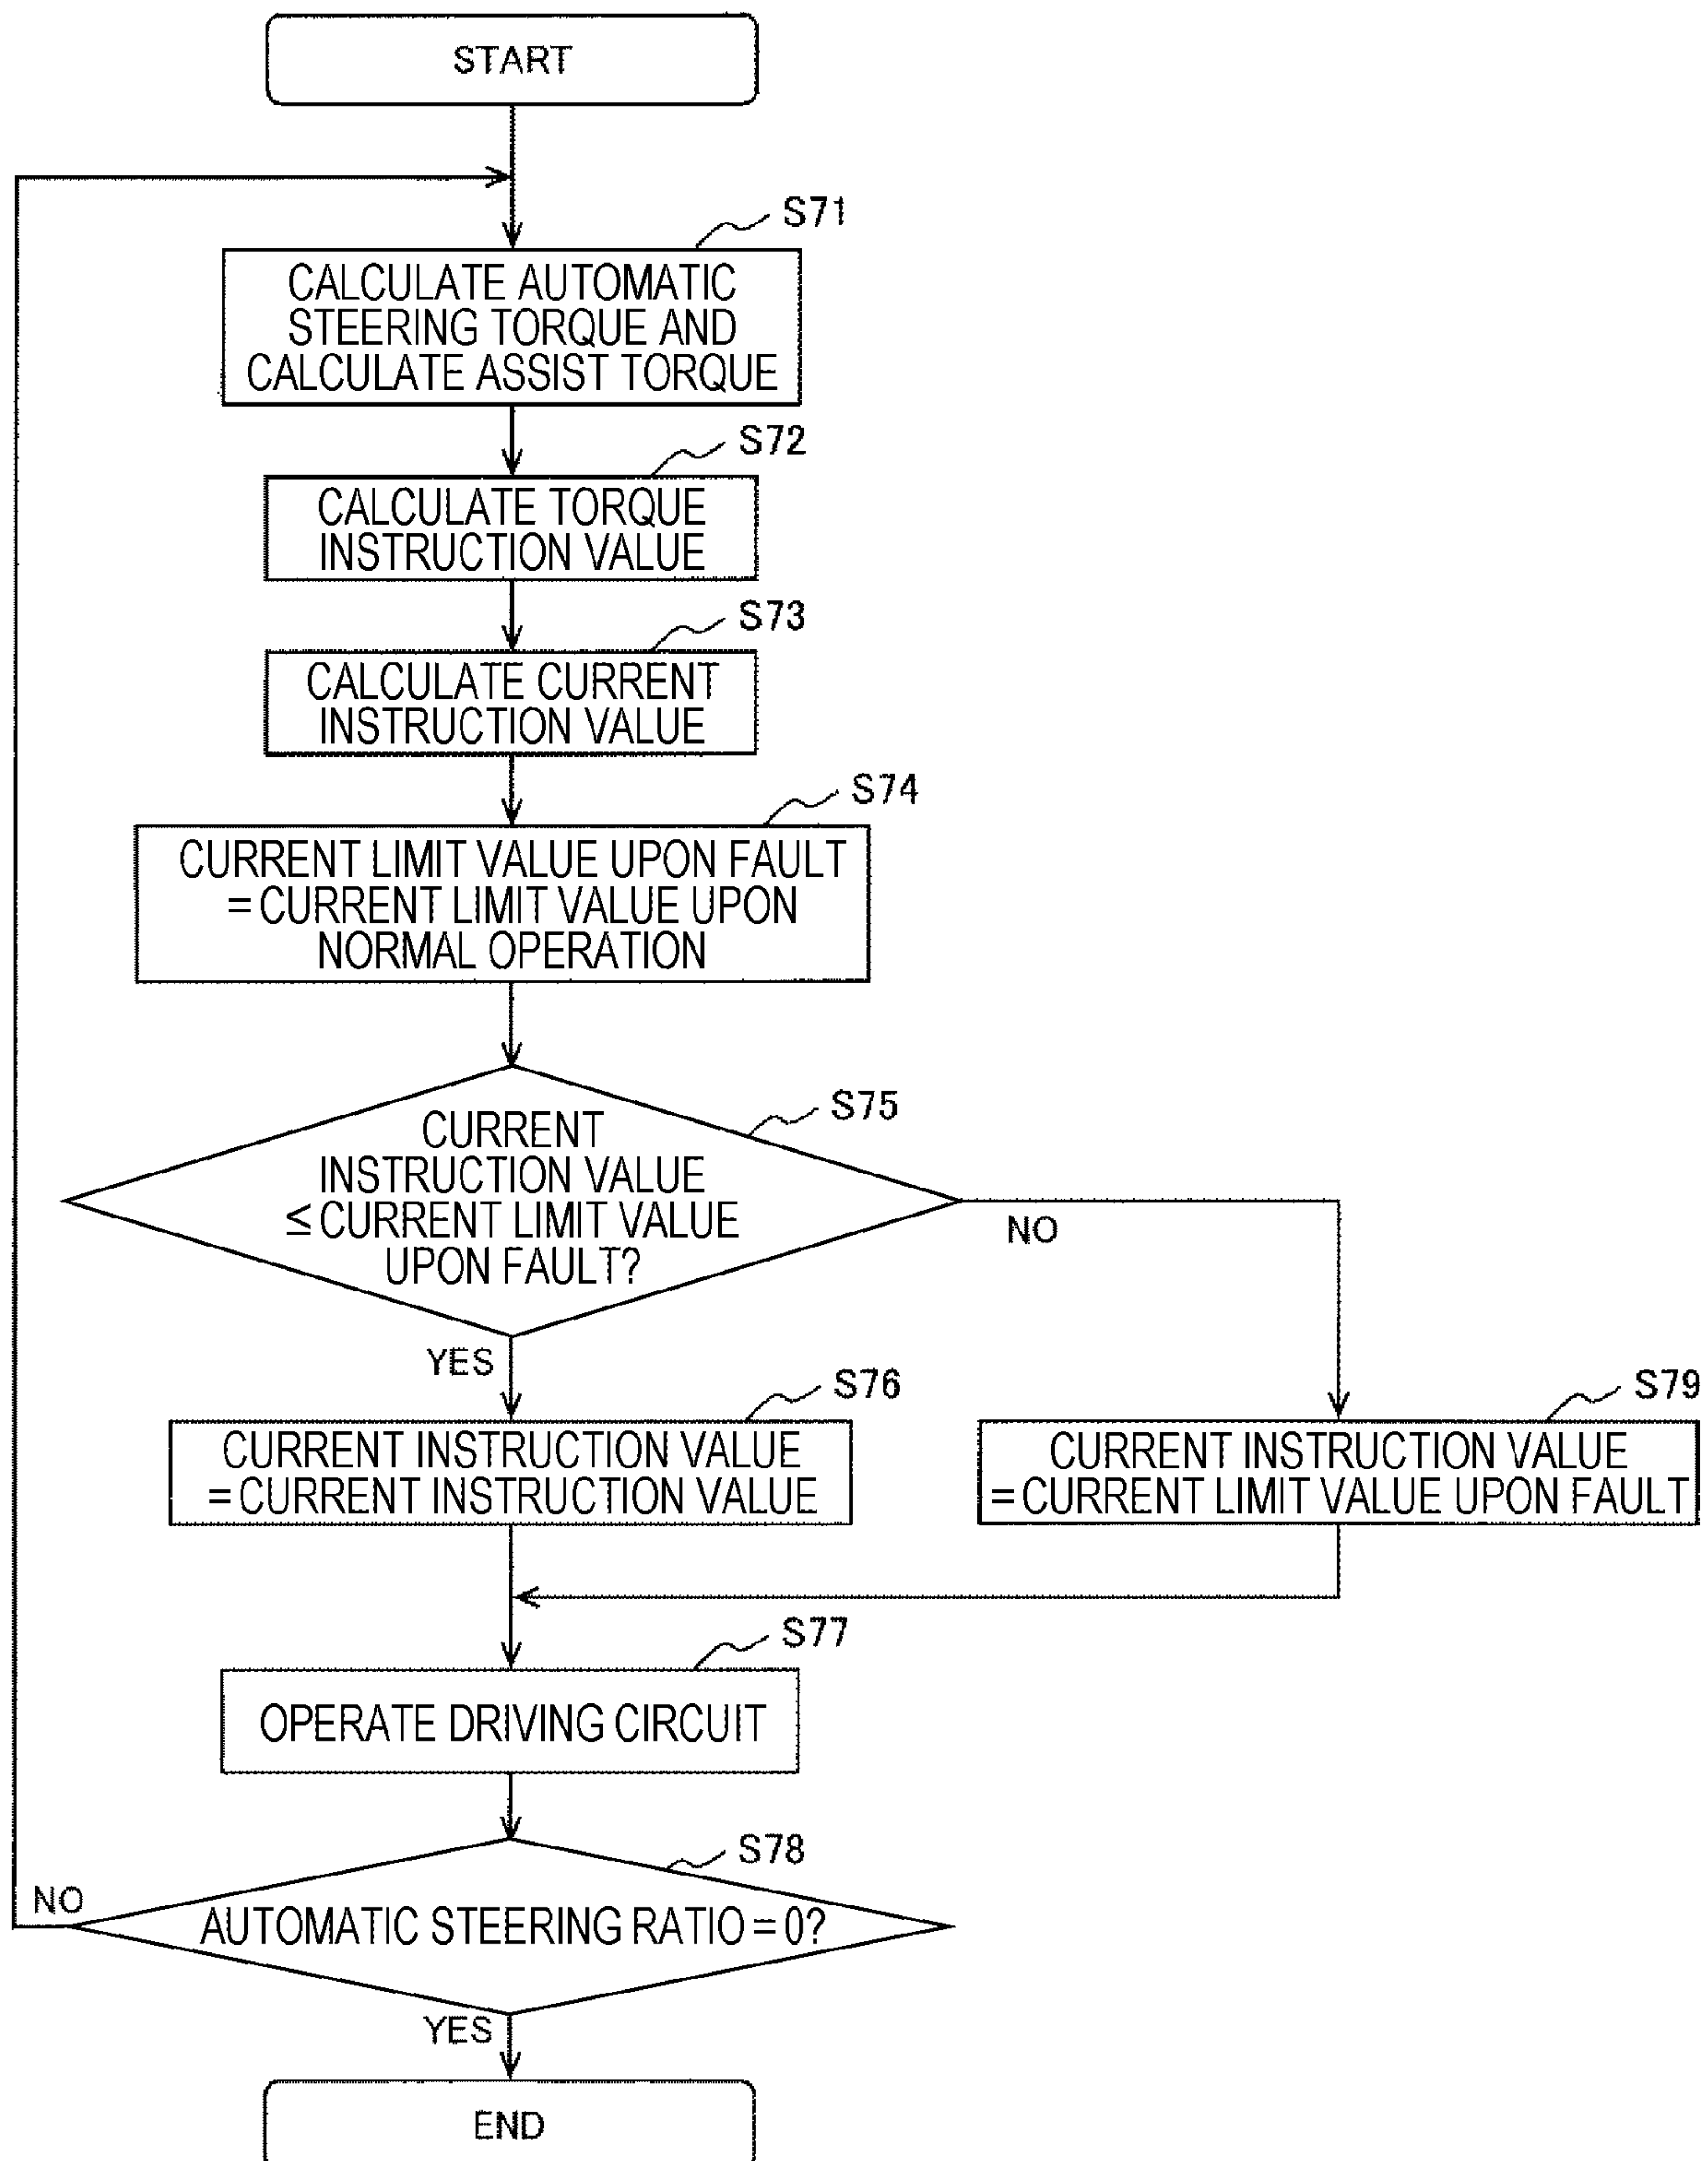 START
S71
CALCULATE AUTOMATIC
STEERING TORQUE AND
CALCULATE ASSIST TORQUE
S72
CALCULATE TORQUE
INSTRUCTION VALUE
S73
CALCULATE CURRENT
INSTRUCTION VALUE
S74
CURRENT LIMIT VALUE UPON FAULT
= CURRENT LIMIT VALUE UPON
NORMAL OPERATION
S75
CURRENT
INSTRUCTION VALUE
≤ CURRENT LIMIT VALUE
UPON FAULT?
NO
YES
S76
CURRENT INSTRUCTION VALUE
= CURRENT INSTRUCTION VALUE
S79
CURRENT INSTRUCTION VALUE
= CURRENT LIMIT VALUE UPON FAULT
S77
OPERATE DRIVING CIRCUIT
S78
NO
AUTOMATIC STEERING RATIO = 0?
YES
END